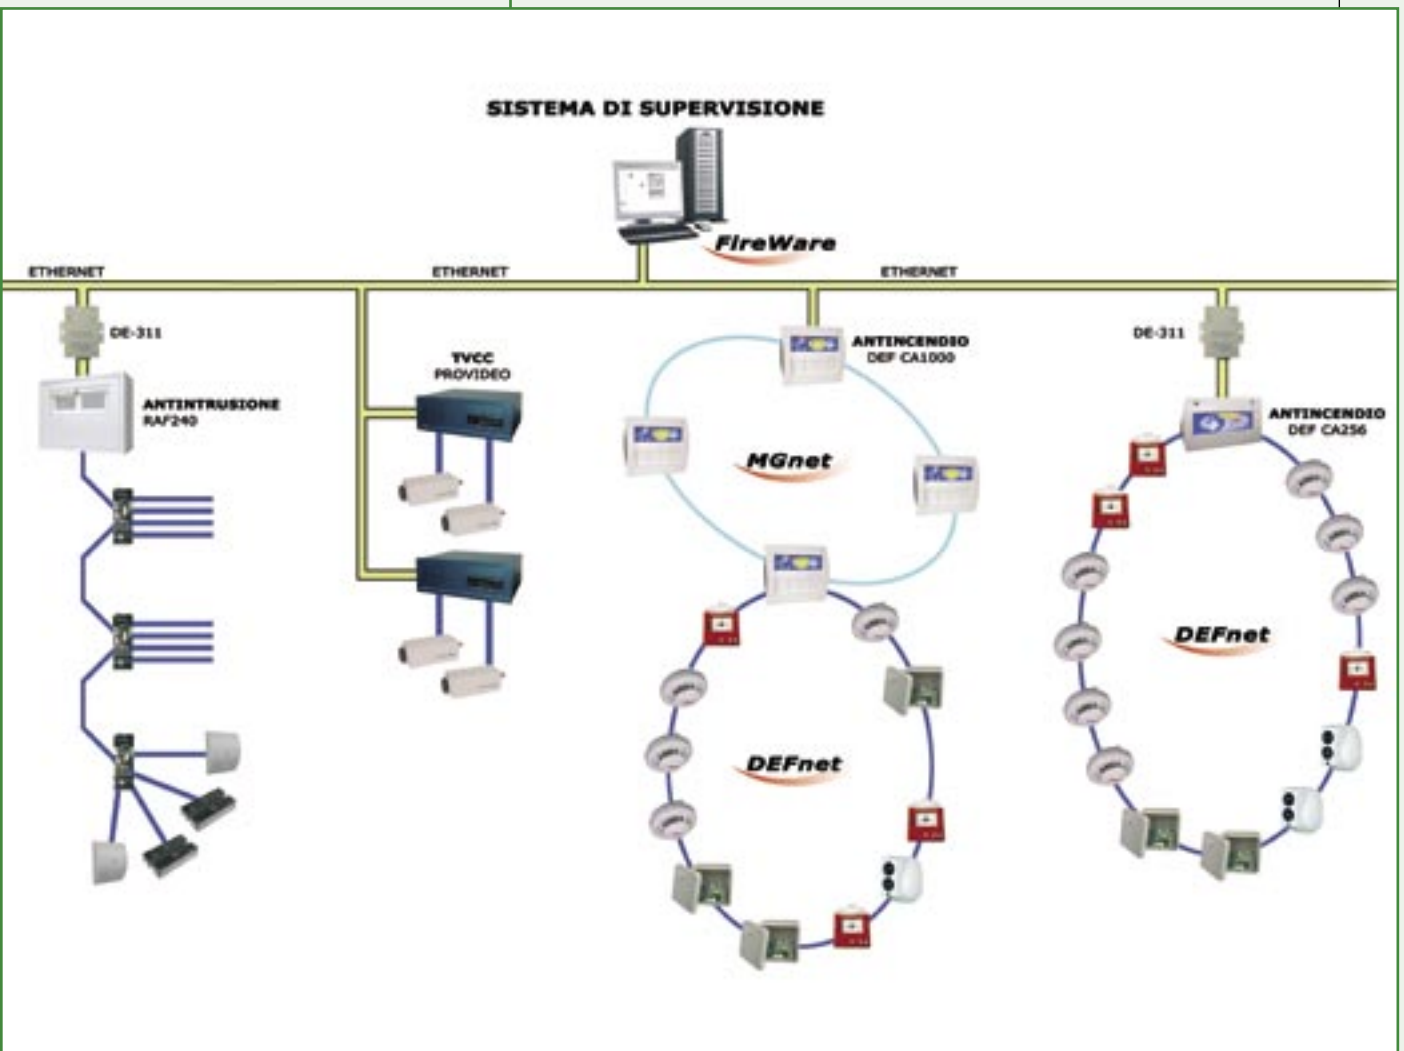 SISTEMA DI SUPERVISIONE
FireWare
ETHERNET
ETHERNET
ETHERNET
DE-311
ANTINTRUSIONE
RAF240
TVCC
PROVIDEO
ANTINCENDIO
DEF CA1000
MGnet
DEFnet
DE-311
ANTINCENDIO
DEF CA256
DEFnet